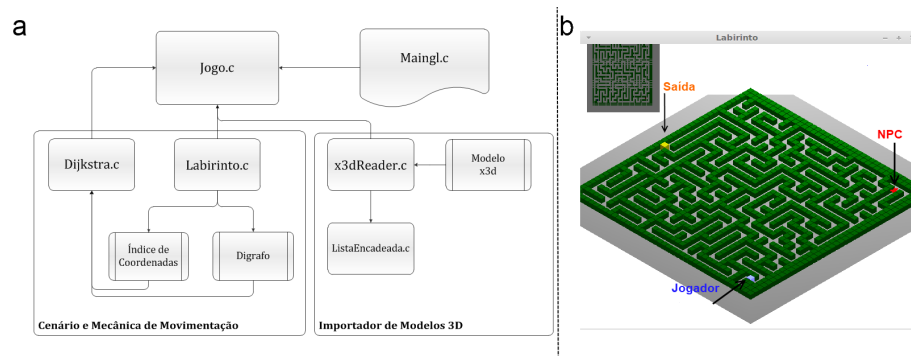 a
Jogo.c
Maingl.c
Dijkstra.c
Labirinto.c
x3dReader.c
Modelo
x3d
Índice de
Coordenadas
Digrafo
ListaEncadeada.c
Cenário e Mecânica de Movimentação
Importador de Modelos 3D
b
Labirinto
Saída
NPC
Jogador